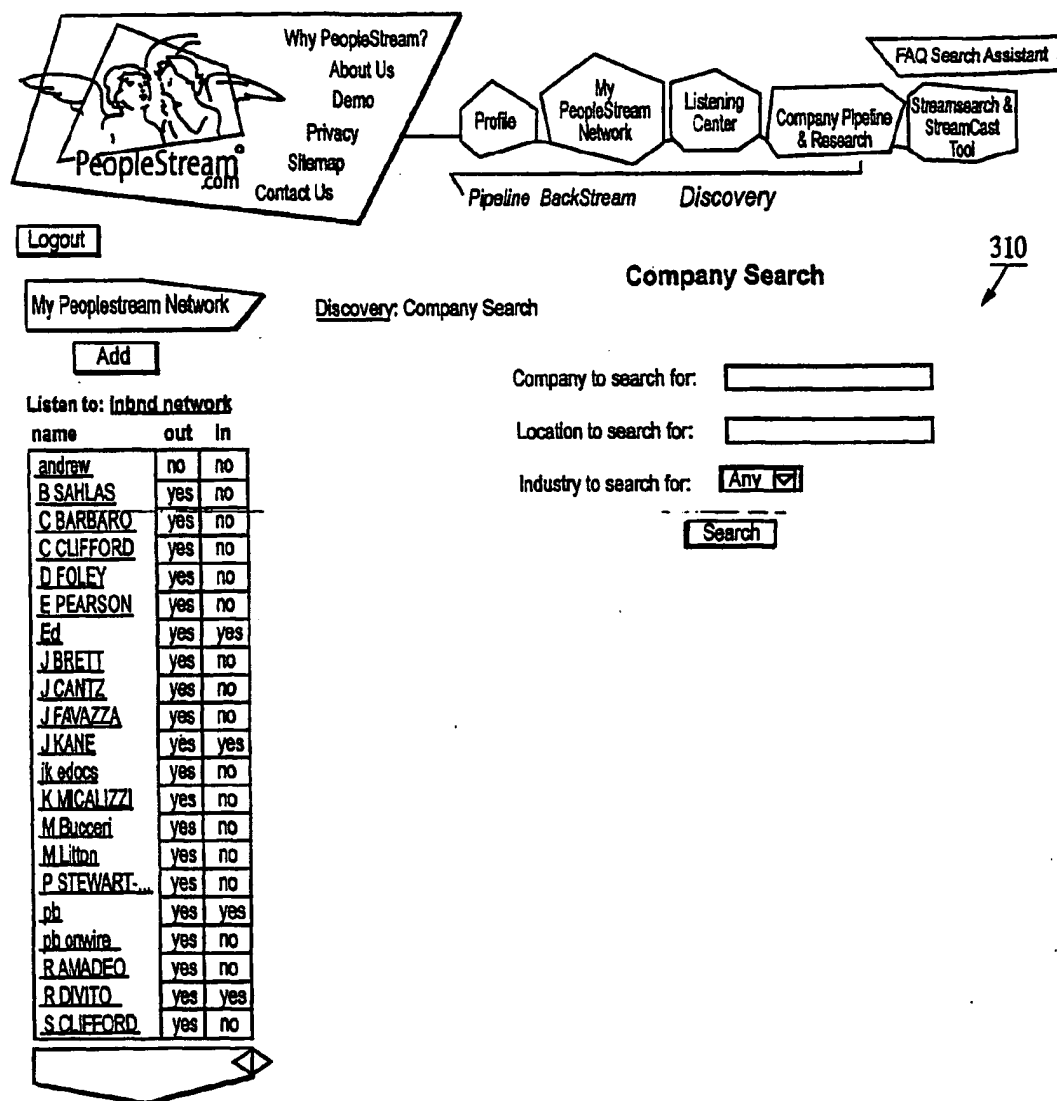 Why PeopleStream?
About Us
Demo
Privacy
Sitemap
Contact Us
PeopleStream
.com
FAQ Search Assistant
Profile
My
PeopleStream
Network
Listening
Center
Company Pipeline
& Research
Streamsearch &
StreamCast
Tool
Pipeline BackStream Discovery
Logout
310
Company Search
My Peoplestream Network
Discovery: Company Search
Add
Company to search for:
Listen to: Inbnd network
Location to search for:
name out in
andrew no no
Industry to search for: Any
B SAHLAS yes no
C BARBARO yes no
Search
C CLIFFORD yes no
D FOLEY yes no
E PEARSON yes no
Ed yes yes
J BRETT yes no
J CANTZ yes no
J FAVAZZA yes no
J KANE yes yes
jk edocs yes no
K MICALIZZI yes no
M Bucceri yes no
M Litton yes no
P STEWART-... yes no
pb yes yes
pb onwire yes no
R AMADEO yes no
R DIVITO yes yes
S CLIFFORD yes no